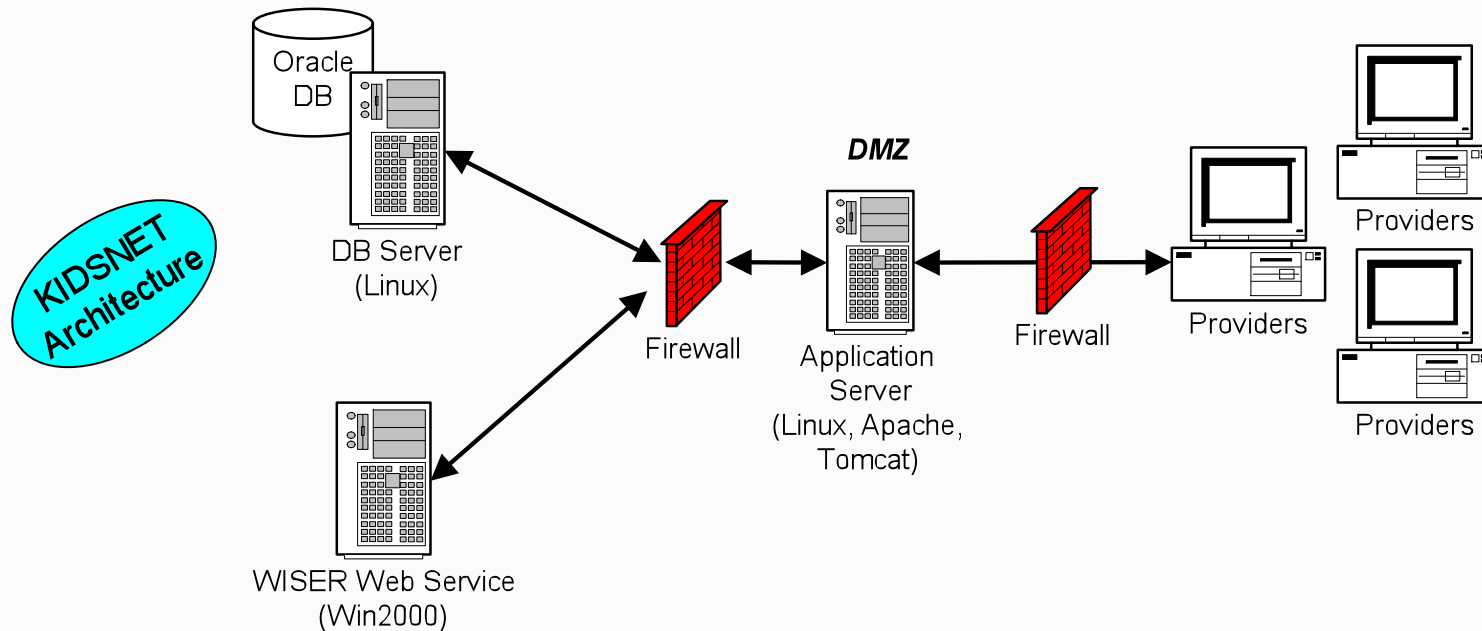 KIDSNET
Architecture
Oracle
DB
DB Server
(Linux)
WISER Web Service
(Win2000)
Firewall
DMZ
Application
Server
(Linux, Apache,
Tomcat)
Firewall
Providers
Providers
Providers